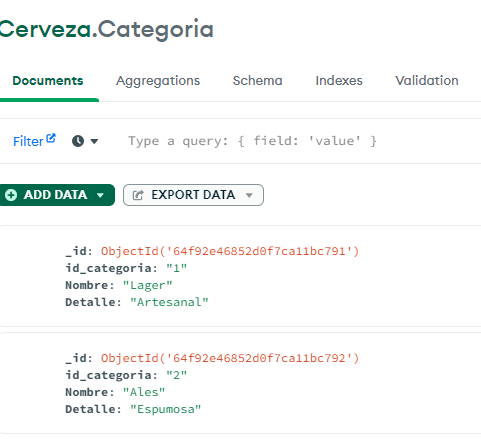 Cerveza.Categoria
Documents Aggregations Schema Indexes Validation
Filter Type a query: { field: 'value' }
ADD DATA EXPORT DATA
_id: ObjectId('64f92e46852d0f7ca11bc791')
id_categoria: "1"
Nombre: "Lager"
Detalle: "Artesanal"
_id: ObjectId('64f92e46852d0f7ca11bc792')
id_categoria: "2"
Nombre: "Ales"
Detalle: "Espumosa"